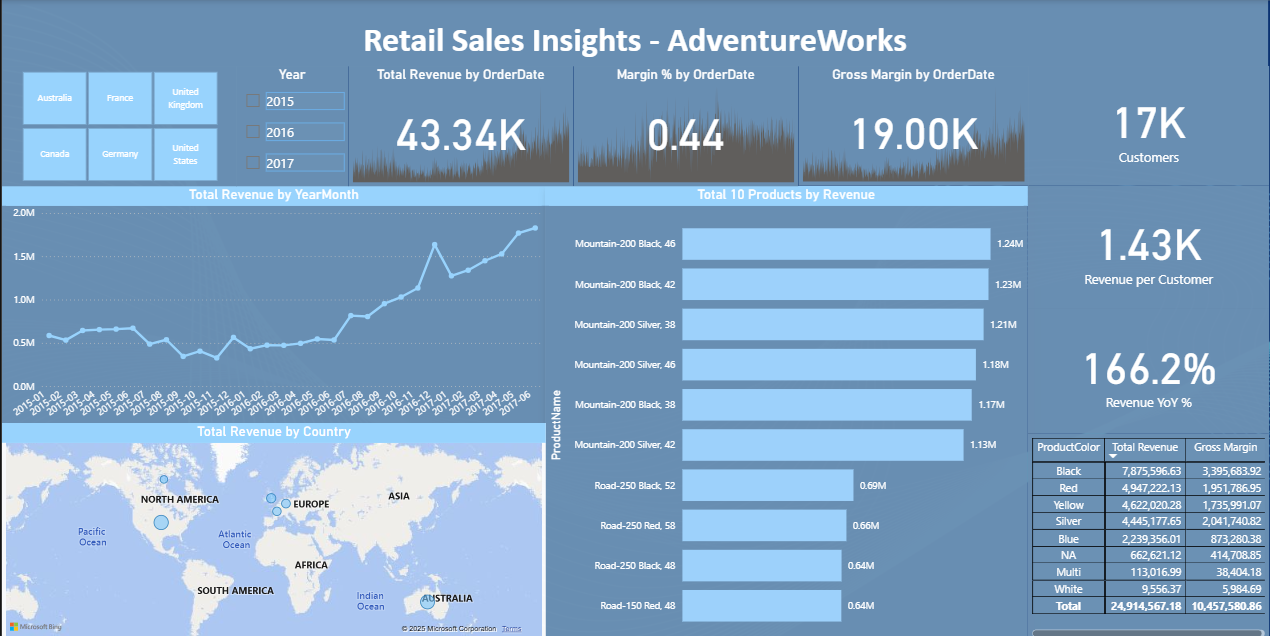 Retail Sales Insights - AdventureWorks
Australia
France
United
Kingdom
Canada
Germany
United
States
Year
2015
2016
2017
Total Revenue by OrderDate
43.34K
Margin % by OrderDate
0.44
Gross Margin by OrderDate
19.00K
17K
Customers
Total Revenue by YearMonth
2.0M
1.5M
1.0M
0.5M
0.0M
2015-01
2015-02
2015-03
2015-04
2015-05
2015-06
2015-07
2015-08
2015-09
2015-10
2015-11
2015-12
2016-01
2016-02
2016-03
2016-04
2016-05
2016-06
2016-07
2016-08
2016-09
2016-10
2016-11
2016-12
2017-01
2017-02
2017-03
2017-04
2017-05
2017-06
Total 10 Products by Revenue
ProductName
Mountain-200 Black, 46 1.24M
Mountain-200 Black, 42 1.23M
Mountain-200 Silver, 38 1.21M
Mountain-200 Silver, 46 1.18M
Mountain-200 Black, 38 1.17M
Mountain-200 Silver, 42 1.13M
Road-250 Black, 52 0.69M
Road-250 Red, 58 0.66M
Road-250 Black, 48 0.64M
Road-150 Red, 48 0.64M
1.43K
Revenue per Customer
166.2%
Revenue YoY %
Total Revenue by Country
NORTH AMERICA
EUROPE
ASIA
Pacific
Ocean
Atlantic
Ocean
AFRICA
SOUTH AMERICA
Indian
Ocean
AUSTRALIA
Microsoft Bing
© 2025 Microsoft Corporation Terms
ProductColor Total Revenue Gross Margin
Black 7,875,596.63 3,395,683.92
Red 4,947,222.13 1,951,786.95
Yellow 4,622,020.28 1,735,991.07
Silver 4,445,177.65 2,041,740.82
Blue 2,239,356.01 873,280.38
NA 662,621.12 414,708.85
Multi 113,016.99 38,404.18
White 9,556.37 5,984.69
Total 24,914,567.18 10,457,580.86